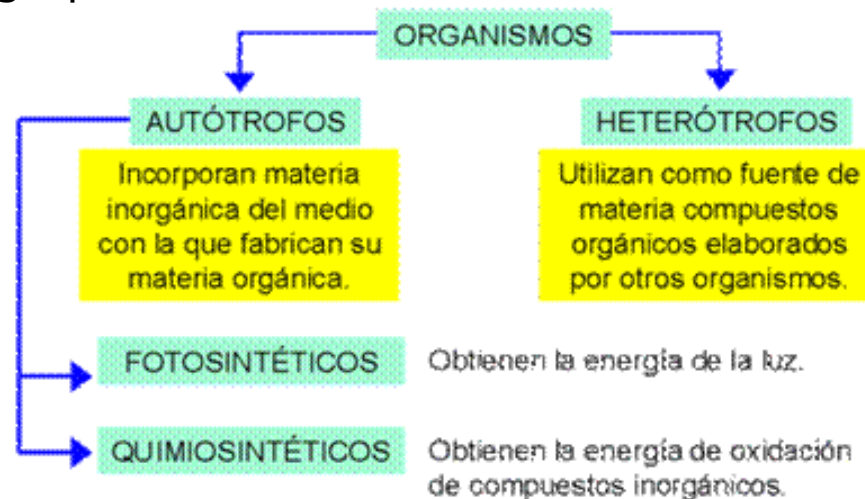 ORGANISMOS
AUTÓTROFOS
Incorporan materia
inorgánica del medio
con la que fabrican su
materia orgánica.
HETERÓTROFOS
Utilizan como fuente de
materia compuestos
orgánicos elaborados
por otros organismos.
FOTOSINTÉTICOS
Obtienen la energía de la luz.
QUIMIOSINTÉTICOS
Obtienen la energía de oxidación
de compuestos inorgánicos.